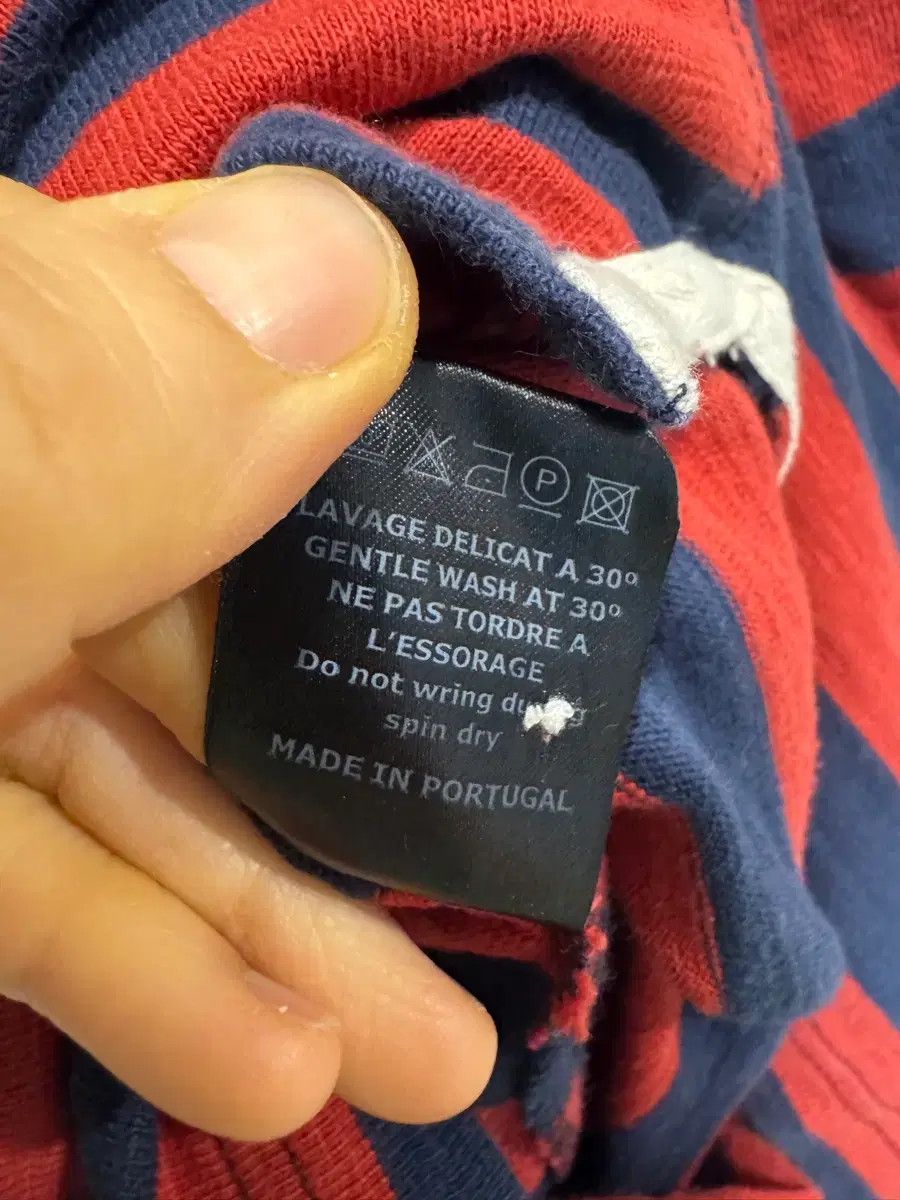 P
LAVAGE DELICAT A 30°
GENTLE WASH AT 30°
NE PAS TORDRE A
L'ESSORAGE
Do not wring
spin dry
MADE IN PORTUGAL